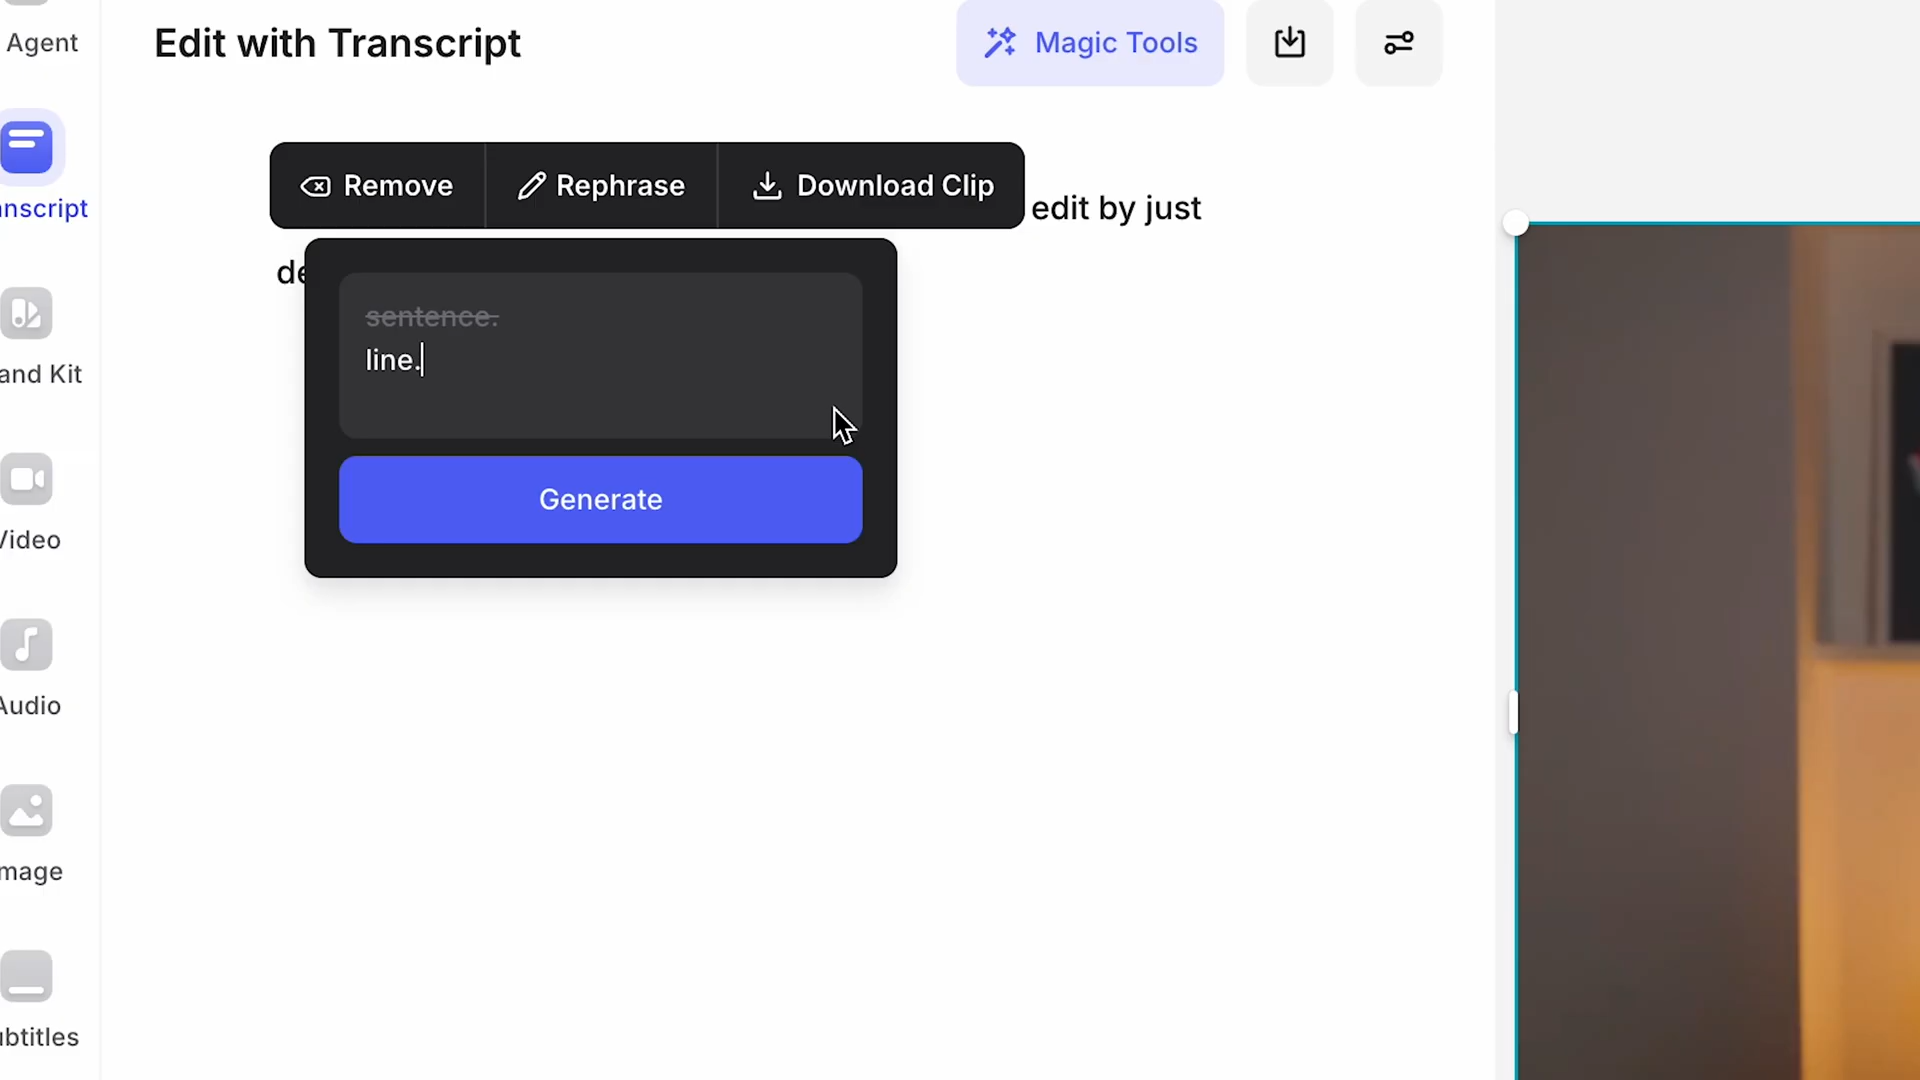 Agent
Edit with Transcript
Magic Tools
Remove
Rephrase
Download Clip
edit by just
de
sentence.
line.
Generate
nscript
and Kit
Video
Audio
mage
btitles